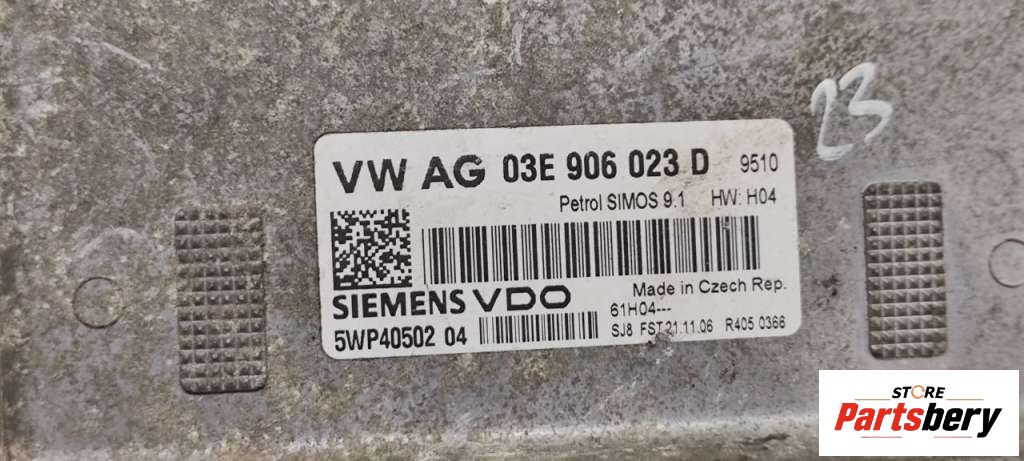 23
VW AG 03E 906 023 D 9510
Petrol SIMOS 9.1 HW: H04
SIEMENS VDO Made in Czech Rep.
61H04---
5WP40502 04 SJ8 FST 21.11.06 R405 0366
STORE
Partsbery